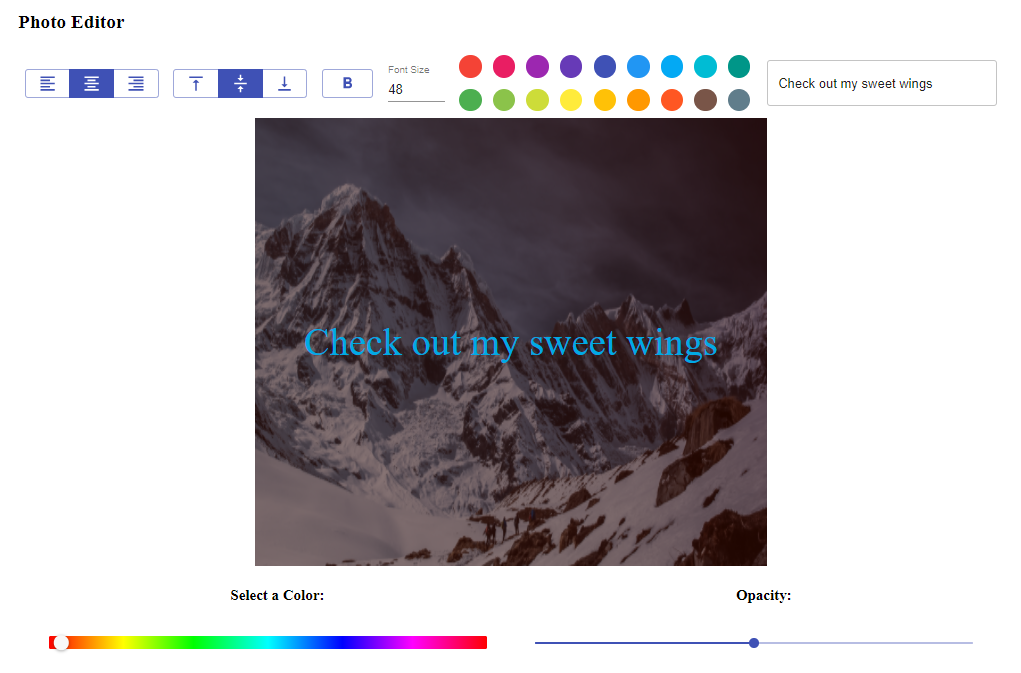 Photo Editor
B
Font Size
48
Check out my sweet wings
Check out my sweet wings
Select a Color:
Opacity: